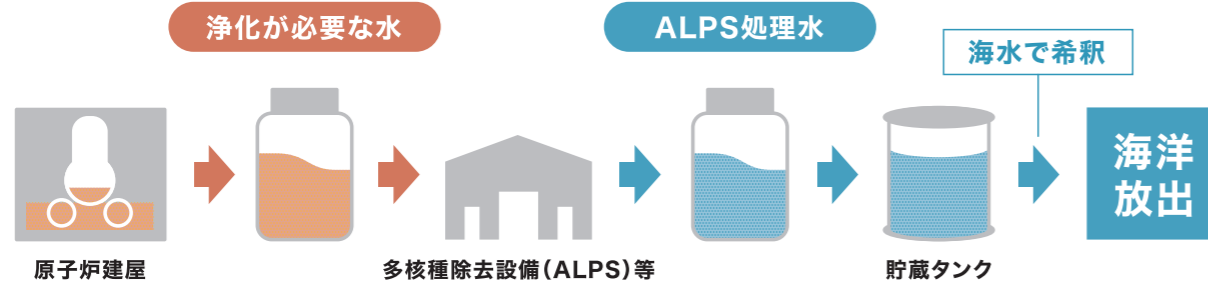 浄化が必要な水
ALPS処理水
海水で希釈
海洋
放出
原子炉建屋
多核種除去設備(ALPS)等
貯蔵タンク